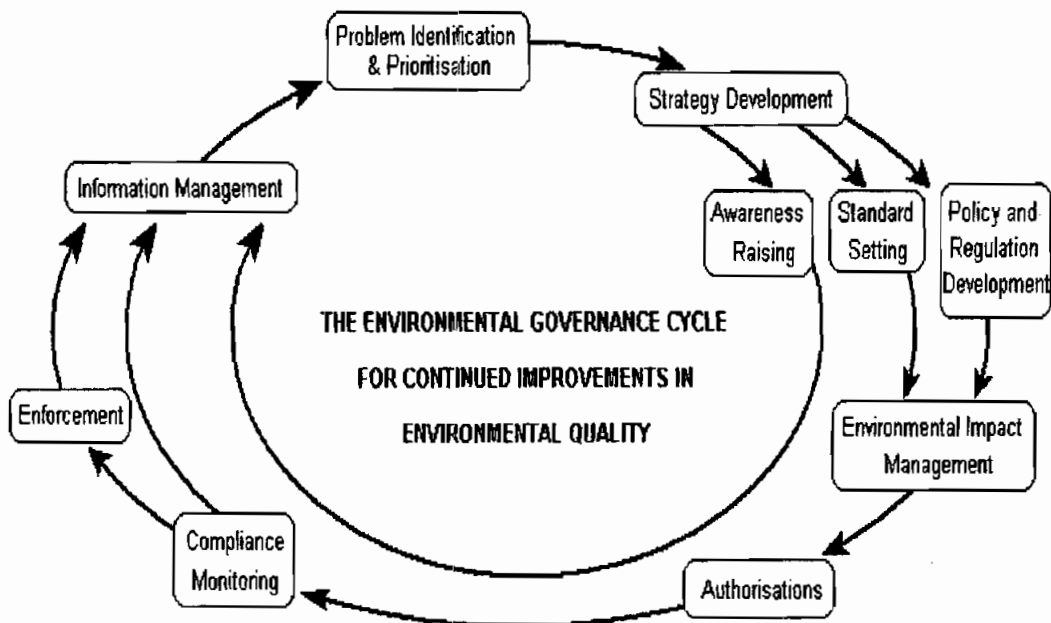 Problem Identification
& Prioritisation
Strategy Development
Information Management
Awareness
Raising
Standard
Setting
Policy and
Regulation
Development
THE ENVIRONMENTAL GOVERNANCE CYCLE
FOR CONTINUED IMPROVEMENTS IN
ENVIRONMENTAL QUALITY
Enforcement
Environmental Impact
Management
Compliance
Monitoring
Authorisations